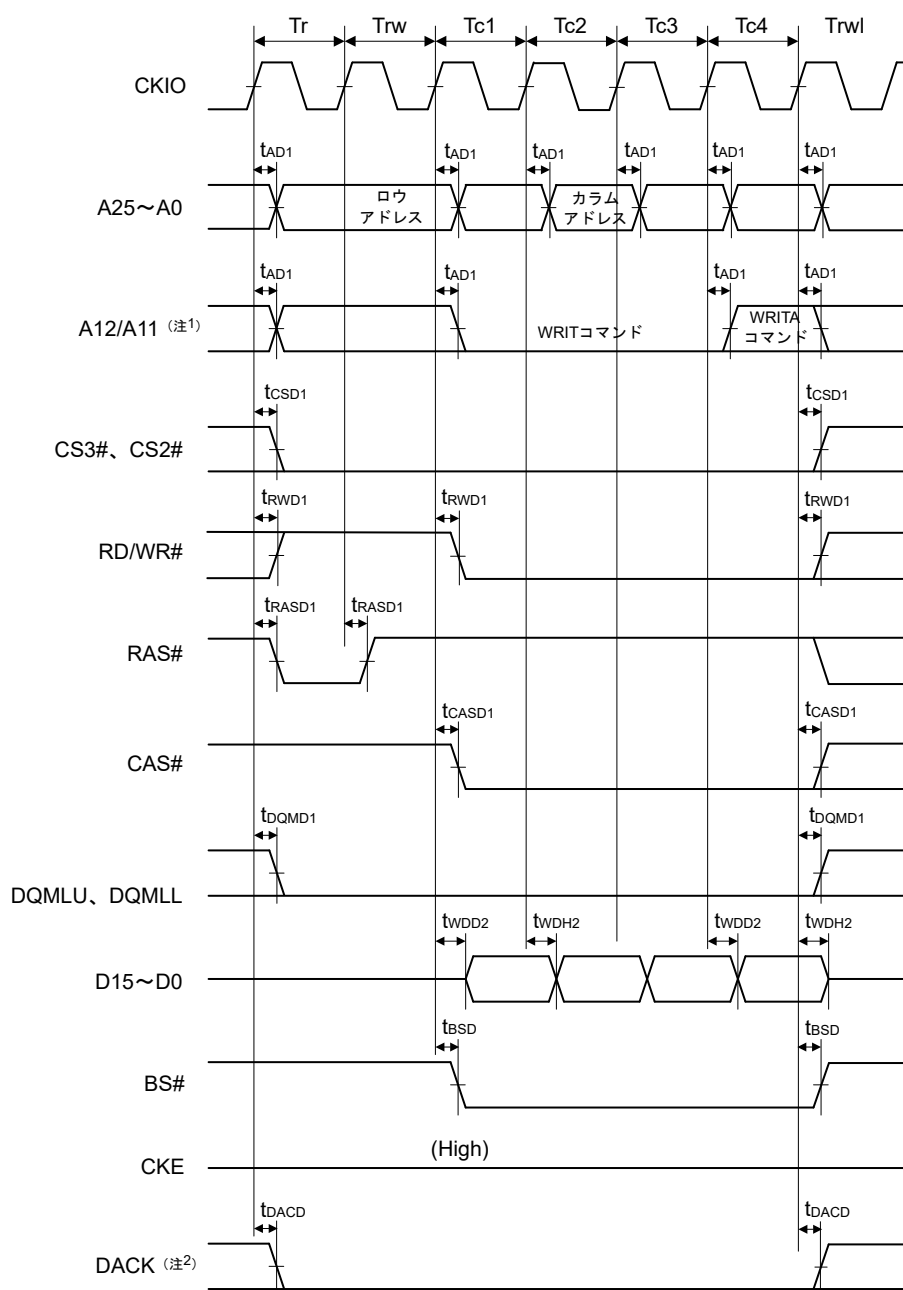 Tr Trw Tc1 Tc2 Tc3 Tc4 Trwl
CKIO
tAD1 tAD1 tAD1 tAD1 tAD1 tAD1
A25～A0
ロウ
アドレス
カラム
アドレス
tAD1 tAD1 tAD1 tAD1
A12/A11（注1）
WRITコマンド
WRITA
コマンド
tCSD1 tCSD1
CS3#、CS2#
tRWD1 tRWD1 tRWD1
RD/WR#
tRASD1 tRASD1
RAS#
tCASD1 tCASD1
CAS#
tDQMD1 tDQMD1
DQMLU、DQMLL
tWDD2 tWDH2 tWDD2 tWDH2
D15～D0
tBSD tBSD
BS#
(High)
CKE
tDACD tDACD
DACK（注2）